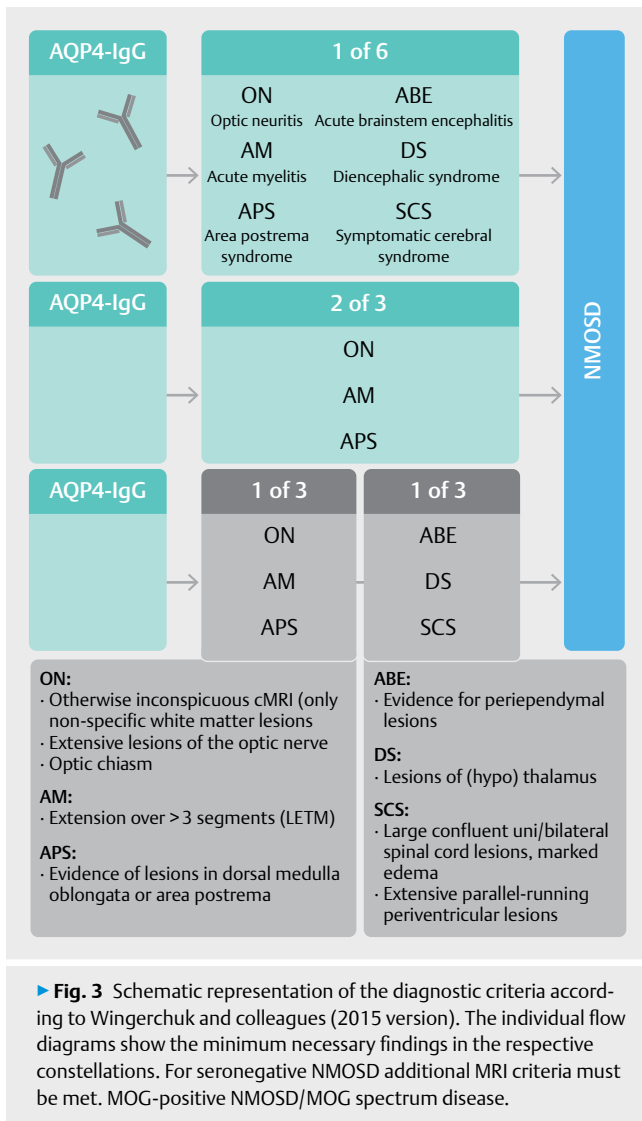 AQP4-IgG
1 of 6
ON
Optic neuritis
ABE
Acute brainstem encephalitis
AM
Acute myelitis
DS
Diencephalic syndrome
APS
Area postrema
syndrome
SCS
Symptomatic cerebral
syndrome
AQP4-IgG
2 of 3
ON
AM
APS
NMOSD
AQP4-IgG
1 of 3
ON
AM
APS
1 of 3
ABE
DS
SCS
ON:
· Otherwise inconspicuous cMRI (only
non-specific white matter lesions
· Extensive lesions of the optic nerve
· Optic chiasm
AM:
· Extension over > 3 segments (LETM)
APS:
· Evidence of lesions in dorsal medulla
oblongata or area postrema
ABE:
· Evidence for periependymal
lesions
DS:
· Lesions of (hypo) thalamus
SCS:
· Large confluent uni/bilateral
spinal cord lesions, marked
edema
· Extensive parallel-running
periventricular lesions
▶ Fig. 3 Schematic representation of the diagnostic criteria accord-
ing to Wingerchuk and colleagues (2015 version). The individual flow
diagrams show the minimum necessary findings in the respective
constellations. For seronegative NMOSD additional MRI criteria must
be met. MOG-positive NMOSD/MOG spectrum disease.